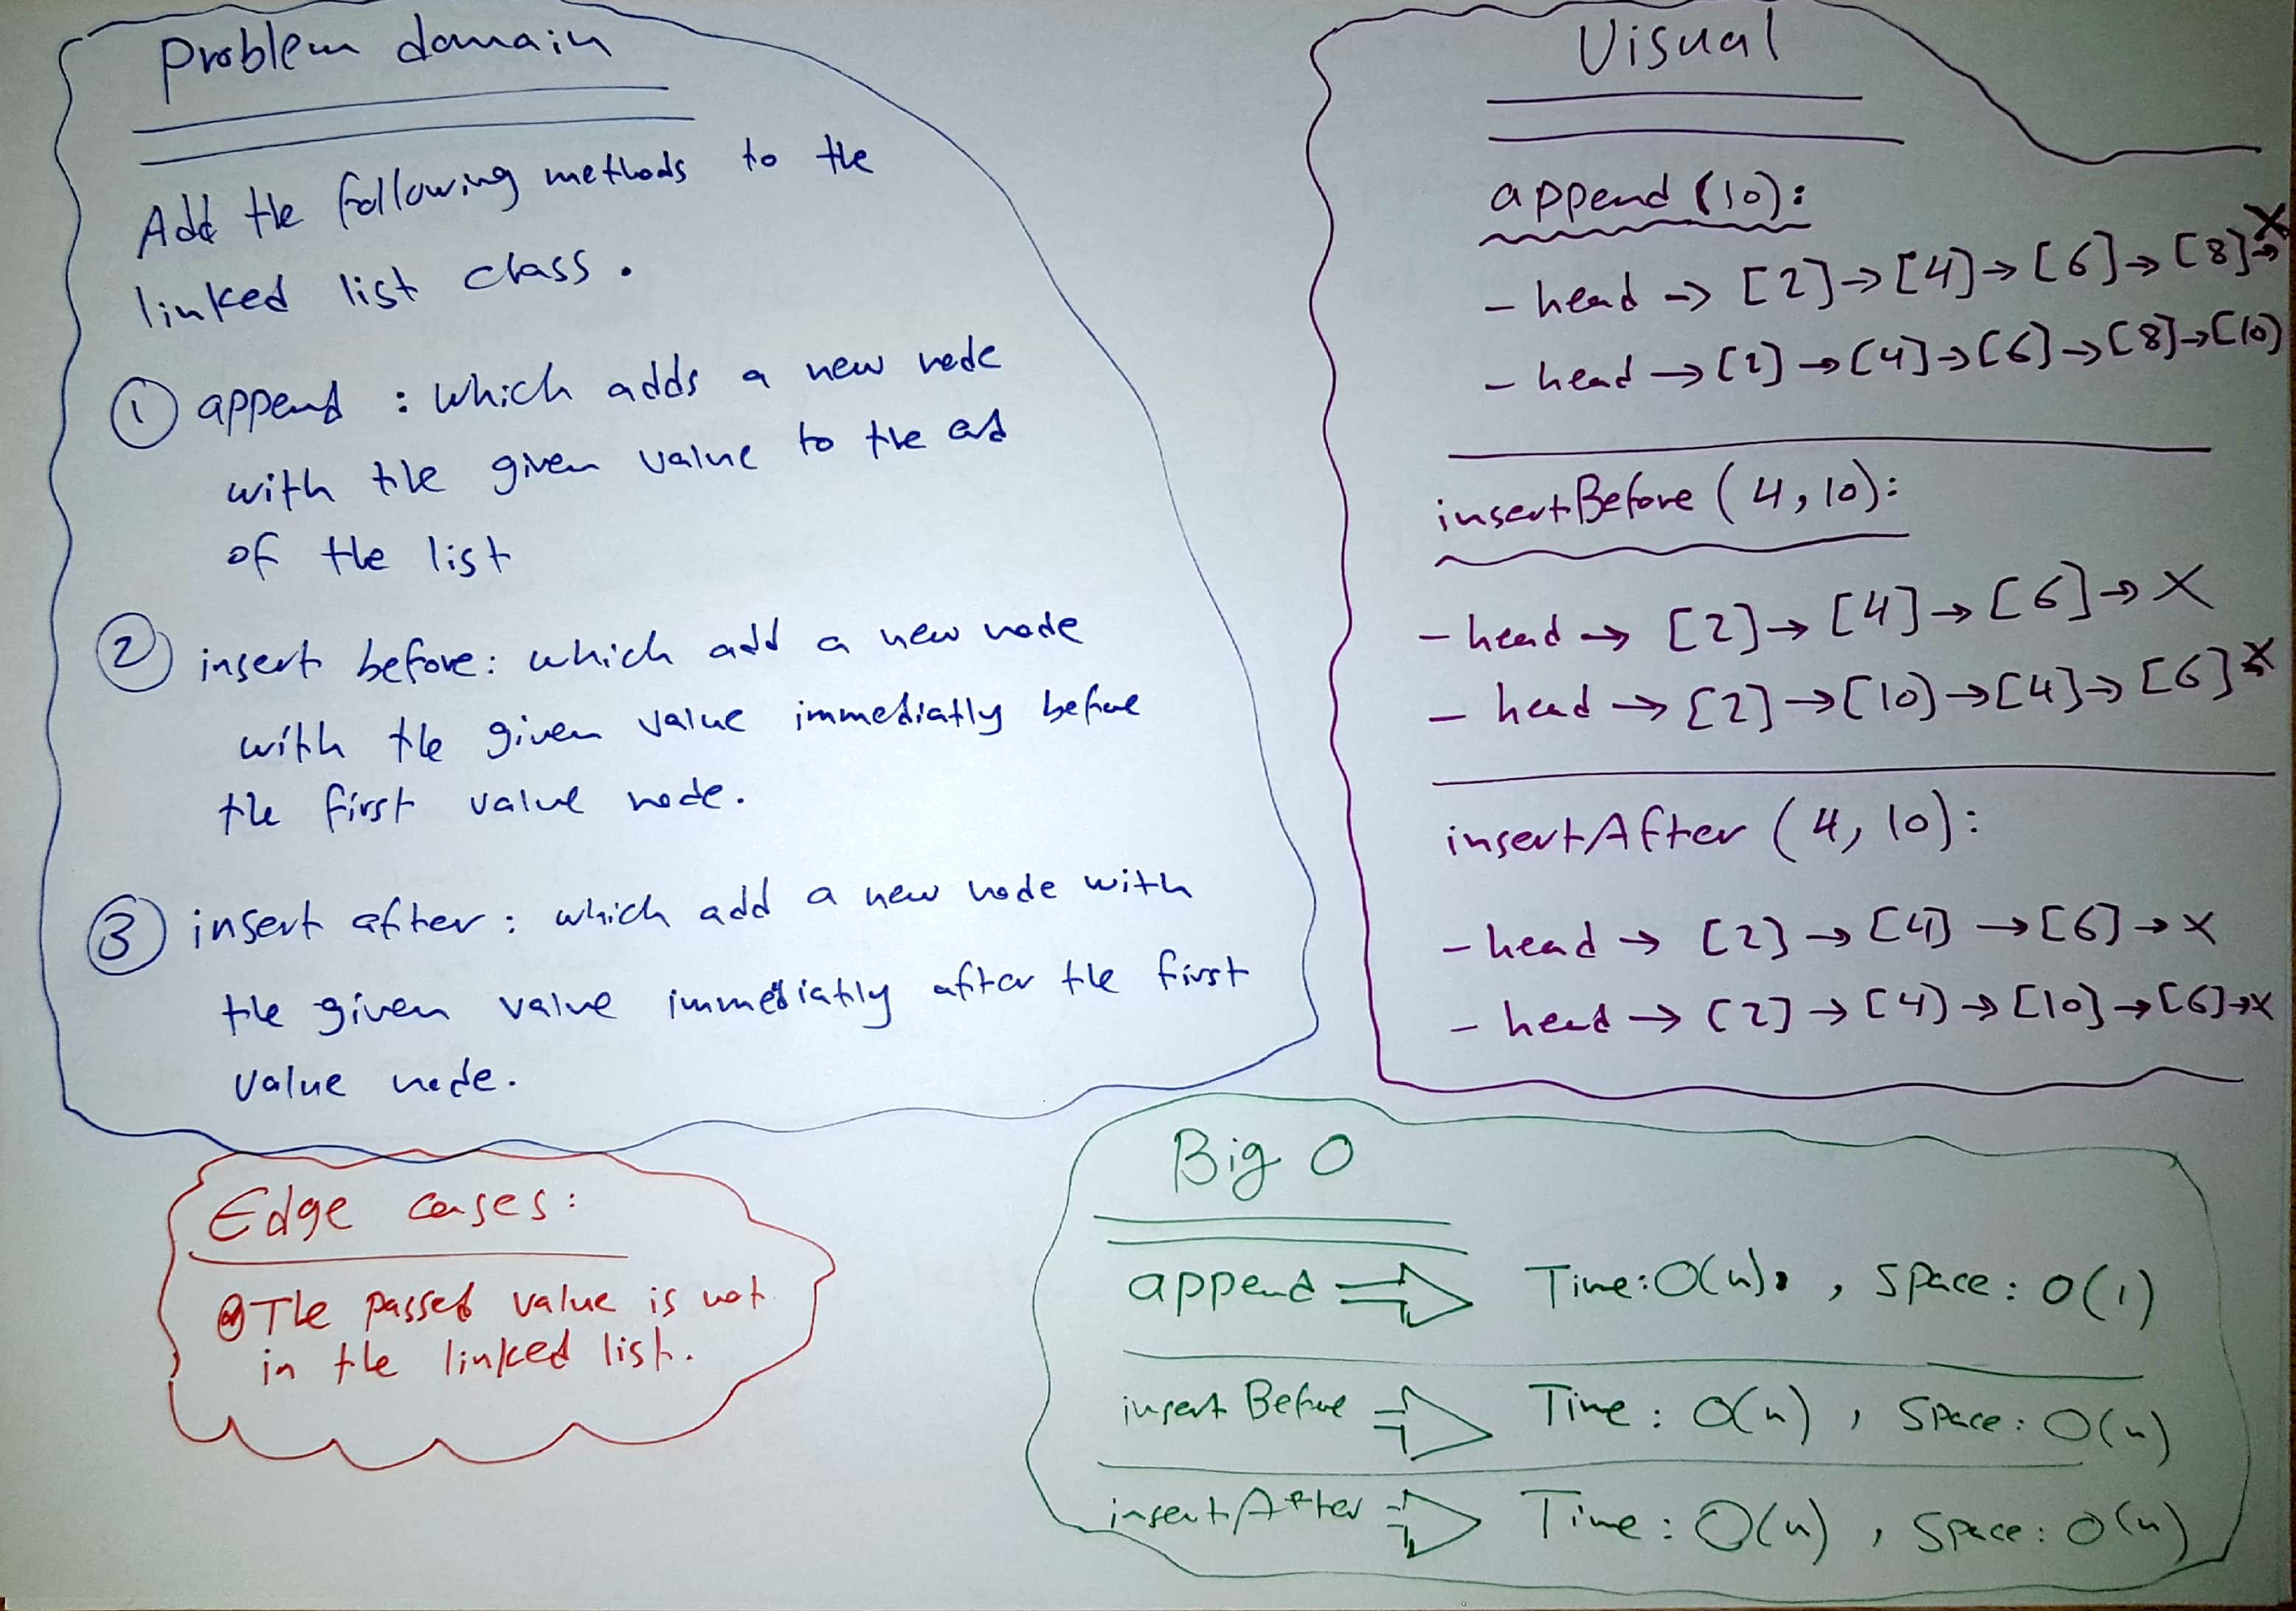 Problem domain
Add the following methods to the
linked list class.
① append : which adds a new node
with the given value to the end
of the list
② insert before: which add a new node
with the given value immediatly before
the first value node.
③ insert after: which add a new node with
the given value immediatly after the first
value node.
Edge cases:
The passed value is not
in the linked list.
Visual
append (10):
- head → [2] → [4] → [6] → [8] → X
- head → [2] → [4] → [6] → [8] → [10]
insertBefore (4, 10):
- head → [2] → [4] → [6] → X
- head → [2] → [10] → [4] → [6] X
insertAfter (4, 10):
- head → [2] → [4] → [6] → X
- head → [2] → [4] → [10] → [6] → X
Big O
append ⇒ Time: O(n), Space: O(1)
insert Before ⇒ Time: O(n), Space: O(n)
insertAfter ⇒ Time: O(n), Space: O(n)